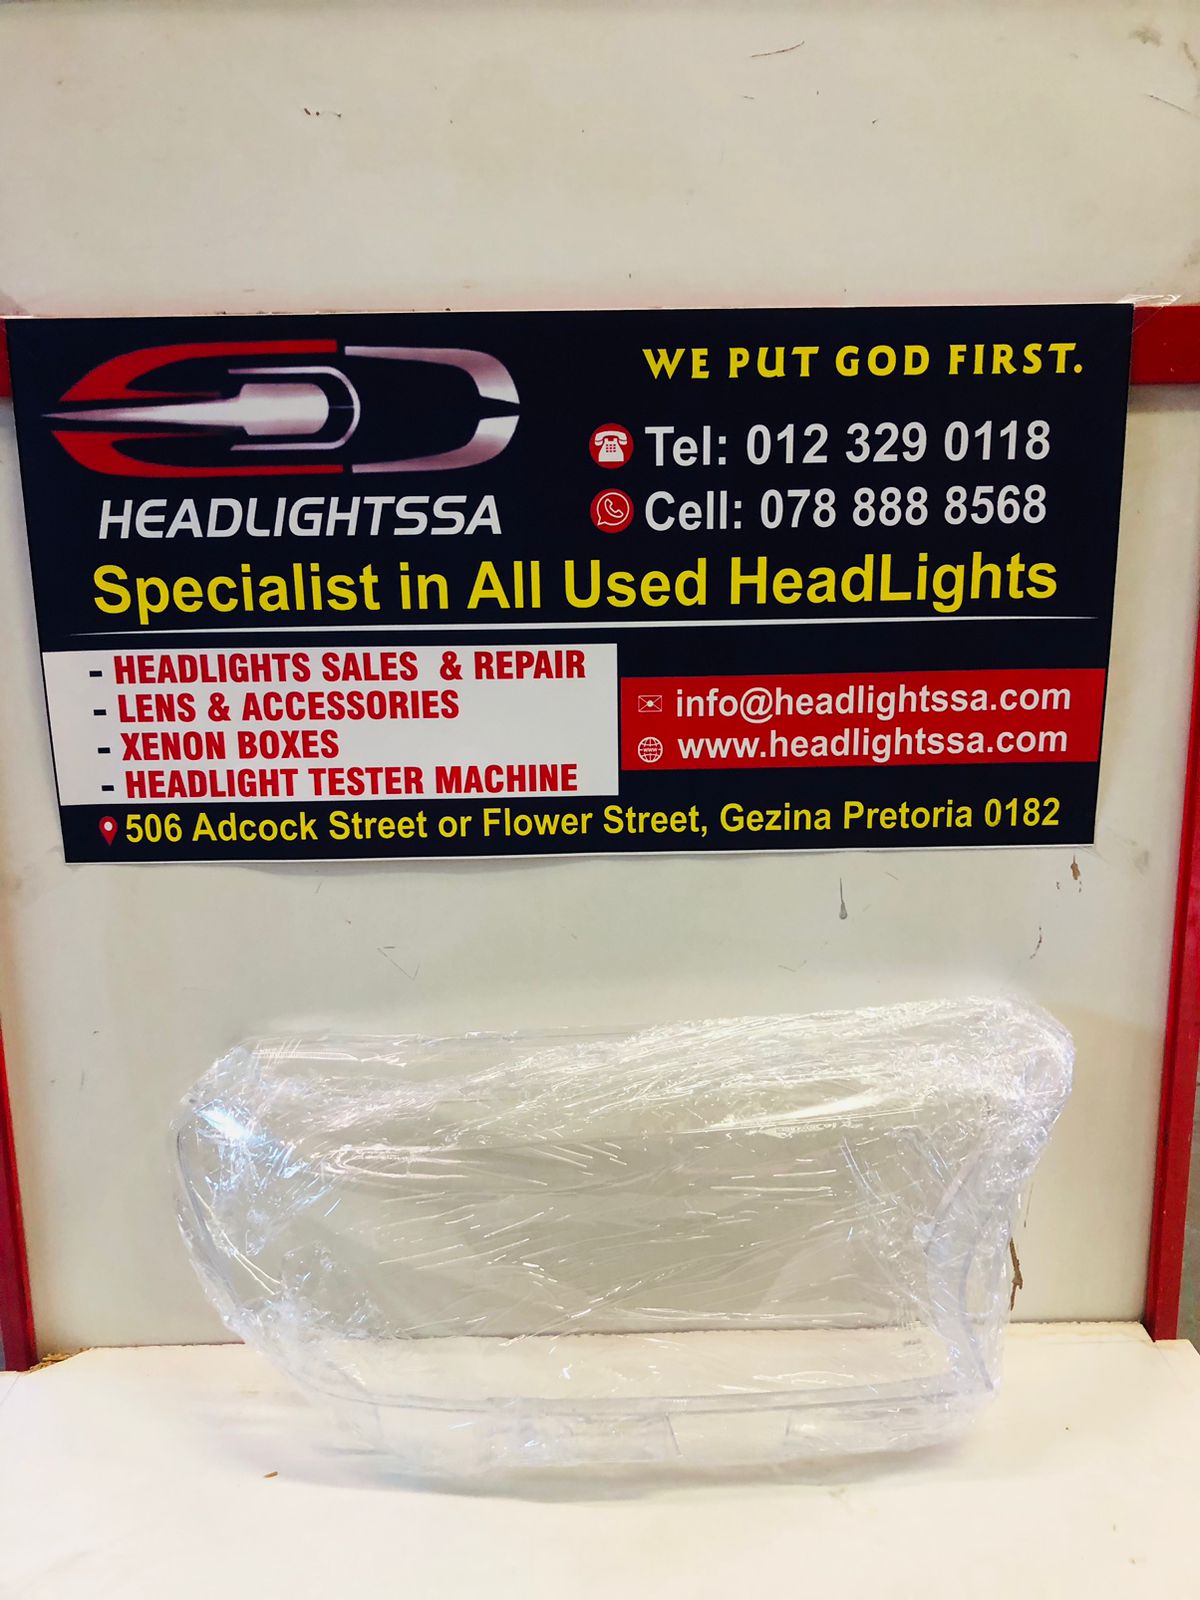 WE PUT GOD FIRST.
Tel: 012 329 0118
Cell: 078 888 8568
HEADLIGHTSSA
Specialist in All Used HeadLights
- HEADLIGHTS SALES & REPAIR
- LENS & ACCESSORIES
- XENON BOXES
- HEADLIGHT TESTER MACHINE
info@headlightssa.com
www.headlightssa.com
506 Adcock Street or Flower Street, Gezina Pretoria 0182